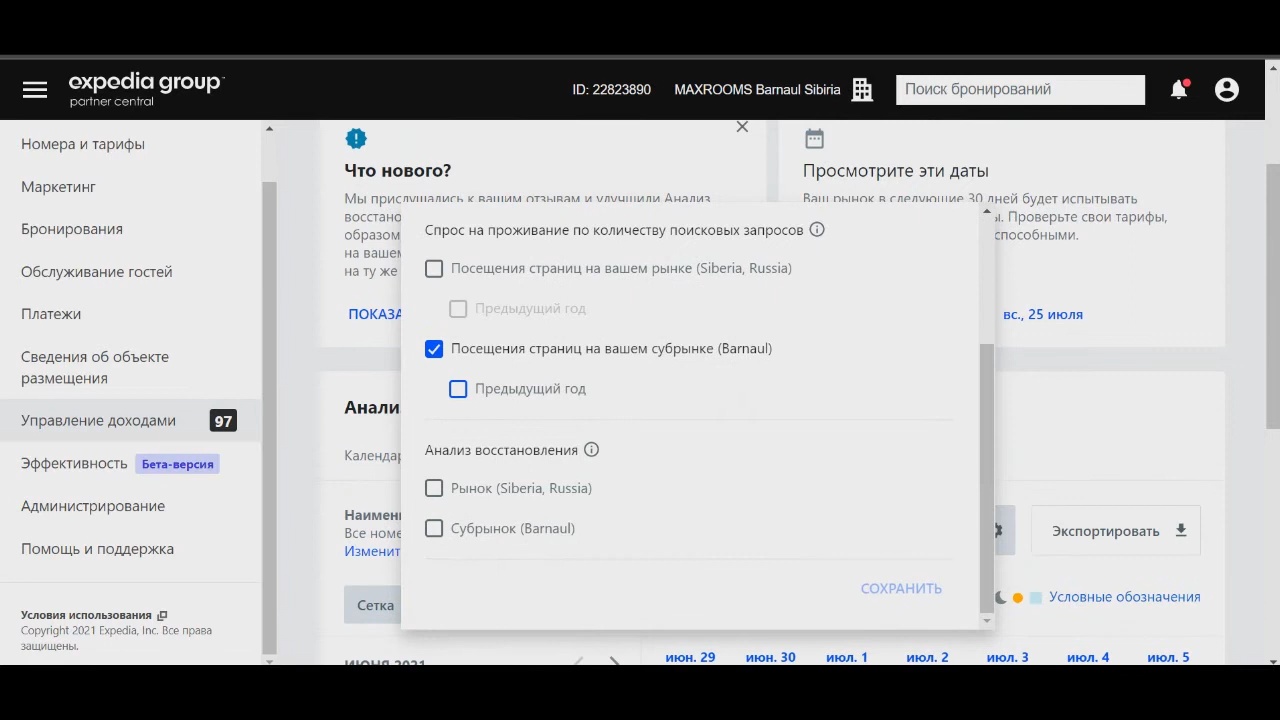 expedia group
partner central
ID: 22823890
MAXROOMS Barnaul Sibiria
Поиск бронирований
Номера и тарифы
Маркетинг
Бронирования
Обслуживание гостей
Платежи
Сведения об объекте
размещения
Управление доходами 97
Эффективность Бета-версия
Администрирование
Помощь и поддержка
Условия использования
Copyright 2021 Expedia, Inc. Все права
защищены.
Что нового?
Мы прислушались к вашим отзывам и улучшили Анализ
восстано
образом
на вашем
на ту же
ПОКАЗА
Просмотрите эти даты
Ваш рынок в следующие 30 дней будет испытывать
ы. Проверьте свои тарифы,
способными.
вс., 25 июля
Спрос на проживание по количеству поисковых запросов
Посещения страниц на вашем рынке (Siberia, Russia)
Предыдущий год
Посещения страниц на вашем субрынке (Barnaul)
Предыдущий год
Анализ восстановления
Рынок (Siberia, Russia)
Субрынок (Barnaul)
СОХРАНИТЬ
Анали
Календар
Наимен
Все номе
Изменит
Экспортировать
Сетка
Условные обозначения
ИЮНЯ 2021
июн. 29 июн. 30 июл. 1 июл. 2 июл. 3 июл. 4 июл. 5